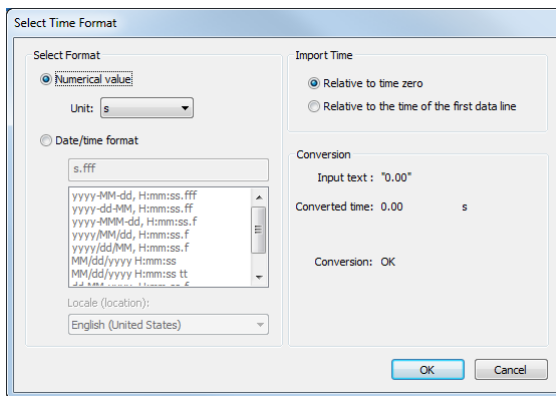 Select Time Format
Select Format
Numerical value
Unit: s
Date/time format
s.fff
yyyy-MM-dd, H:mm:ss.fff
yyyy-dd-MM, H:mm:ss.fff
yyyy-MMM-dd, H:mm:ss.f
yyyy/MM/dd, H:mm:ss.f
yyyy/dd/MM, H:mm:ss.f
MM/dd/yyyy H:mm:ss
MM/dd/yyyy H:mm:ss tt
Locale (location):
English (United States)
Import Time
Relative to time zero
Relative to the time of the first data line
Conversion
Input text : "0.00"
Converted time: 0.00 s
Conversion: OK
OK
Cancel